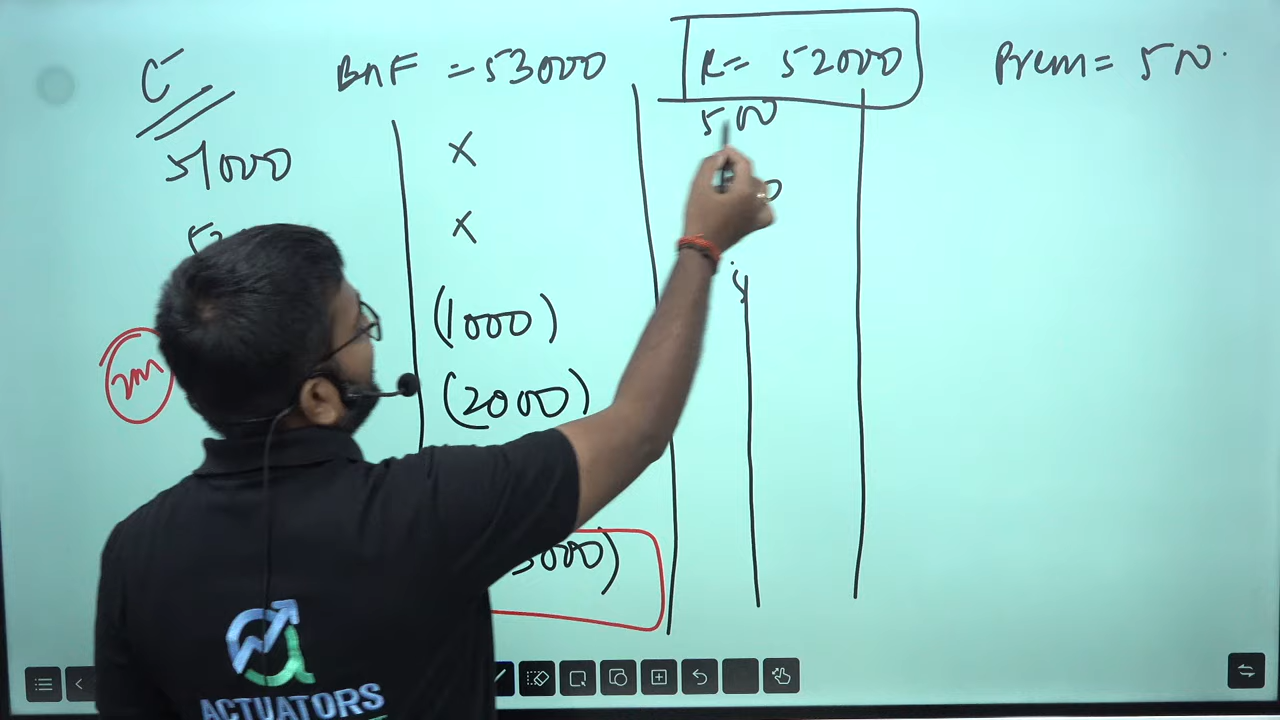 C BNF = 53000 K = 52000 Prem = 500.
51000 X 500
X
(1000)
(2000)
ACTUATORS